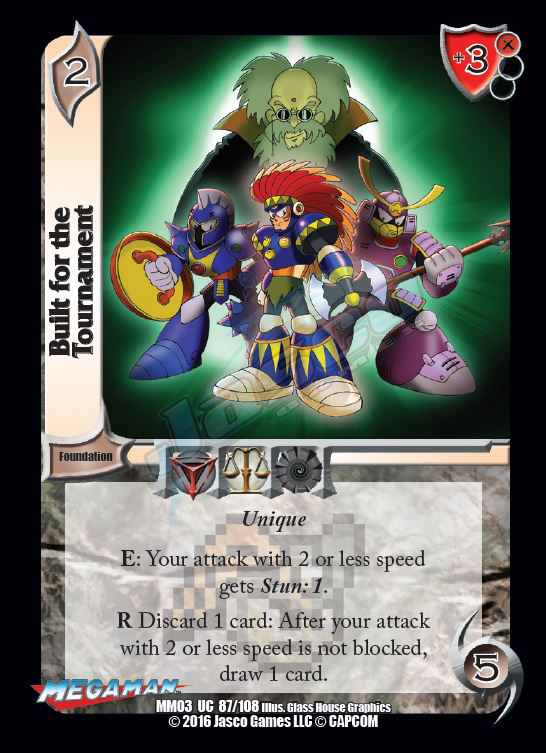 2
+3
Built for the
Tournament
Foundation
Unique
E: Your attack with 2 or less speed
gets Stun: 1.
R Discard 1 card: After your attack
with 2 or less speed is not blocked,
draw 1 card.
5
MEGAMAN™
MM03 UC 87/108 Illus. Glass House Graphics
© 2016 Jasco Games LLC © CAPCOM